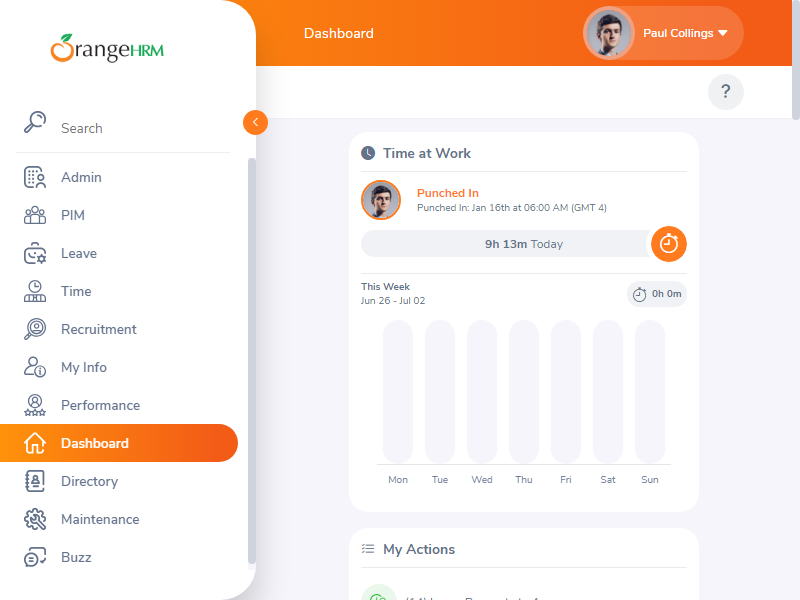 orangeHRM
Search
Admin
PIM
Leave
Time
Recruitment
My Info
Performance
Dashboard
Directory
Maintenance
Buzz
Dashboard
Paul Collings
?
Time at Work
Punched In
Punched In: Jan 16th at 06:00 AM (GMT 4)
9h 13m Today
This Week
Jun 26 - Jul 02
0h 0m
Mon Tue Wed Thu Fri Sat Sun
My Actions